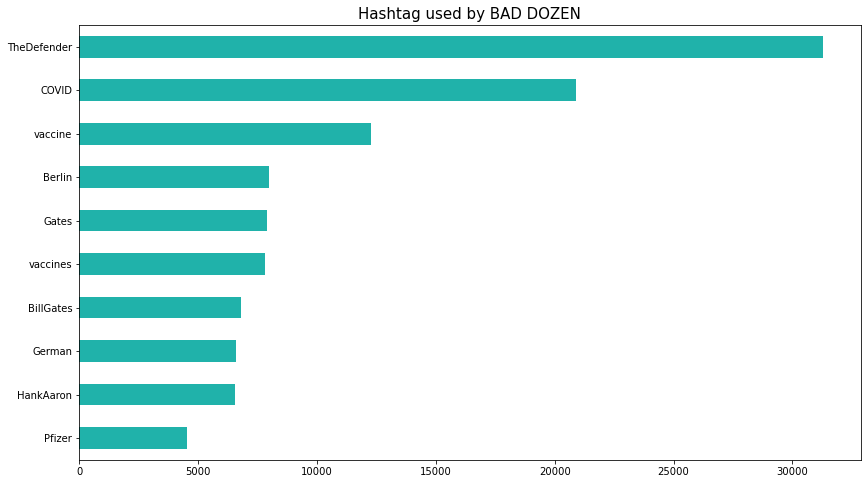 Hashtag used by BAD DOZEN
TheDefender
COVID
vaccine
Berlin
Gates
vaccines
BillGates
German
HankAaron
Pfizer
0 5000 10000 15000 20000 25000 30000